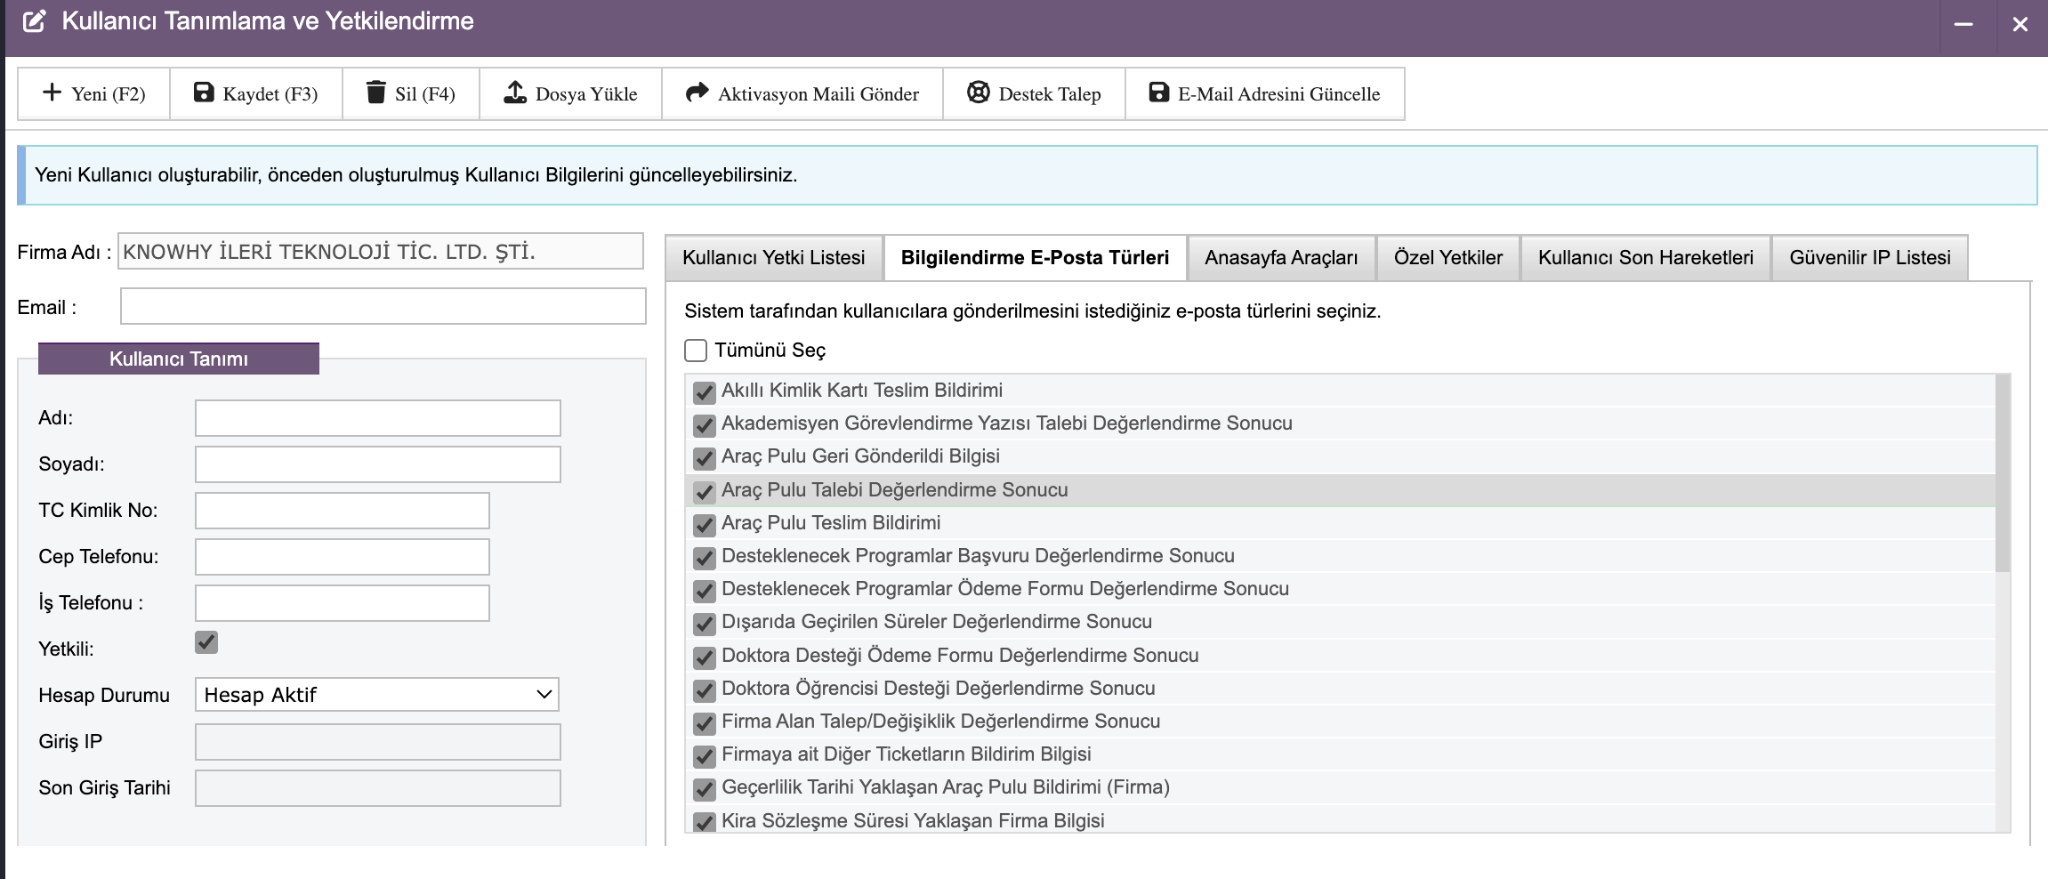 Kullanıcı Tanımlama ve Yetkilendirme
Yeni (F2) Kaydet (F3) Sil (F4) Dosya Yükle Aktivasyon Maili Gönder Destek Talep E-Mail Adresini Güncelle
Yeni Kullanıcı oluşturabilir, önceden oluşturulmuş Kullanıcı Bilgilerini güncelleyebilirsiniz.
Firma Adı : KNOWHY İLERİ TEKNOLOJİ TİC. LTD. ŞTİ.
Email :
Kullanıcı Tanımı
Adı:
Soyadı:
TC Kimlik No:
Cep Telefonu:
İş Telefonu :
Yetkili:
Hesap Durumu Hesap Aktif
Giriş IP
Son Giriş Tarihi
Kullanıcı Yetki Listesi Bilgilendirme E-Posta Türleri Anasayfa Araçları Özel Yetkiler Kullanıcı Son Hareketleri Güvenilir IP Listesi
Sistem tarafından kullanıcılara gönderilmesini istediğiniz e-posta türlerini seçiniz.
Tümünü Seç
Akıllı Kimlik Kartı Teslim Bildirimi
Akademisyen Görevlendirme Yazısı Talebi Değerlendirme Sonucu
Araç Pulu Geri Gönderildi Bilgisi
Araç Pulu Talebi Değerlendirme Sonucu
Araç Pulu Teslim Bildirimi
Desteklenecek Programlar Başvuru Değerlendirme Sonucu
Desteklenecek Programlar Ödeme Formu Değerlendirme Sonucu
Dışarıda Geçirilen Süreler Değerlendirme Sonucu
Doktora Desteği Ödeme Formu Değerlendirme Sonucu
Doktora Öğrencisi Desteği Değerlendirme Sonucu
Firma Alan Talep/Değişiklik Değerlendirme Sonucu
Firmaya ait Diğer Ticketların Bildirim Bilgisi
Geçerlilik Tarihi Yaklaşan Araç Pulu Bildirimi (Firma)
Kira Sözleşme Süresi Yaklaşan Firma Bilgisi